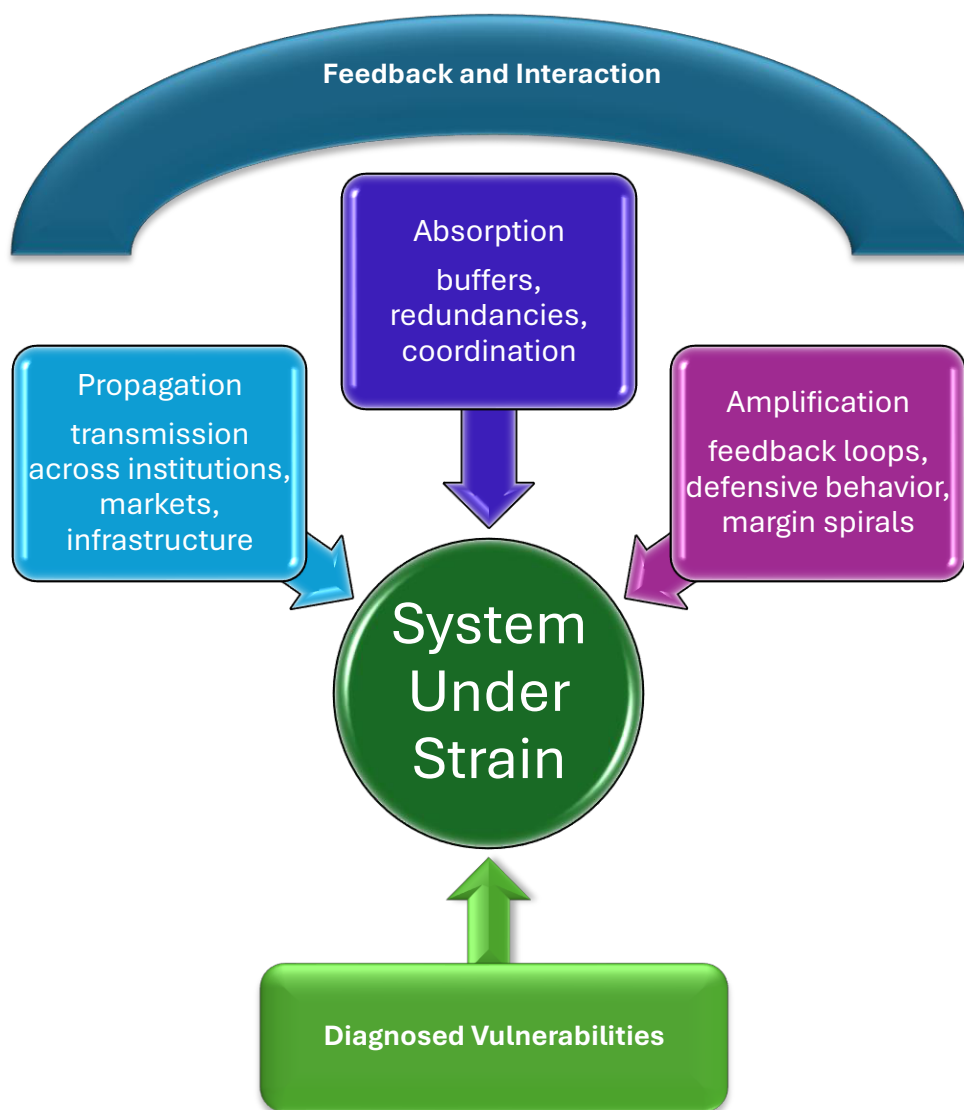 Feedback and Interaction
Absorption
buffers,
redundancies,
coordination
Propagation
transmission
across institutions,
markets,
infrastructure
Amplification
feedback loops,
defensive behavior,
margin spirals
System
Under
Strain
Diagnosed Vulnerabilities